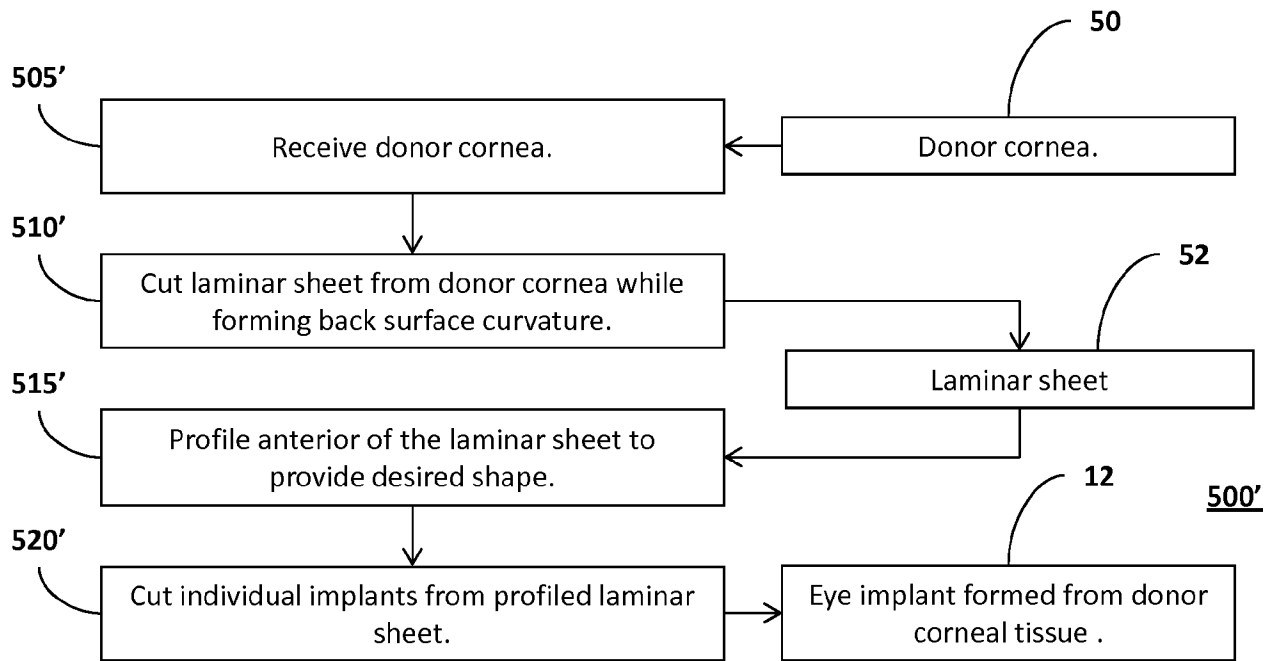 50
505’
Receive donor cornea.
Donor cornea.
510’
Cut laminar sheet from donor cornea while
forming back surface curvature.
52
Laminar sheet
515’
Profile anterior of the laminar sheet to
provide desired shape.
12
500’
520’
Cut individual implants from profiled laminar
sheet.
Eye implant formed from donor
corneal tissue .